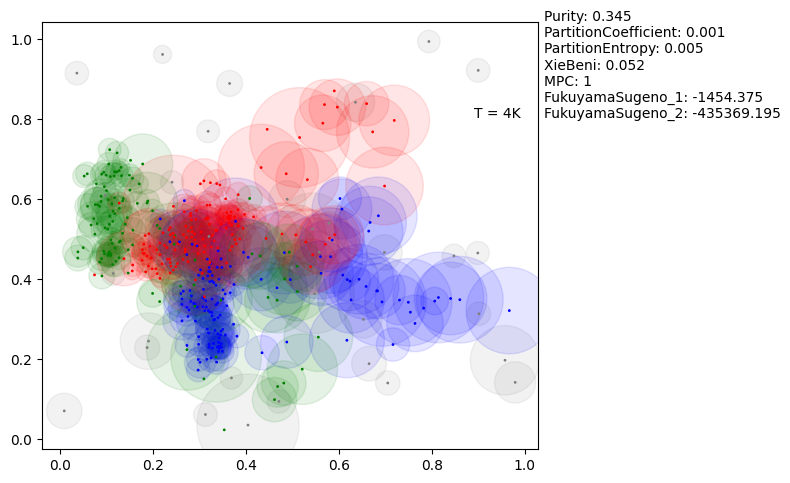 Purity: 0.345
PartitionCoefficient: 0.001
PartitionEntropy: 0.005
XieBeni: 0.052
MPC: 1
FukuyamaSugeno_1: -1454.375
FukuyamaSugeno_2: -435369.195
T = 4K
1.0
0.8
0.6
0.4
0.2
0.0
0.0 0.2 0.4 0.6 0.8 1.0